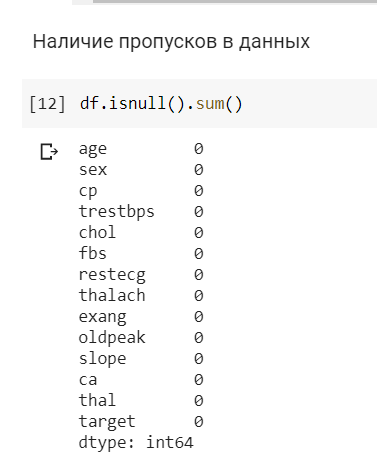 Наличие пропусков в данных
[12] df.isnull().sum()
age 0
sex 0
cp 0
trestbps 0
chol 0
fbs 0
restecg 0
thalach 0
exang 0
oldpeak 0
slope 0
ca 0
thal 0
target 0
dtype: int64